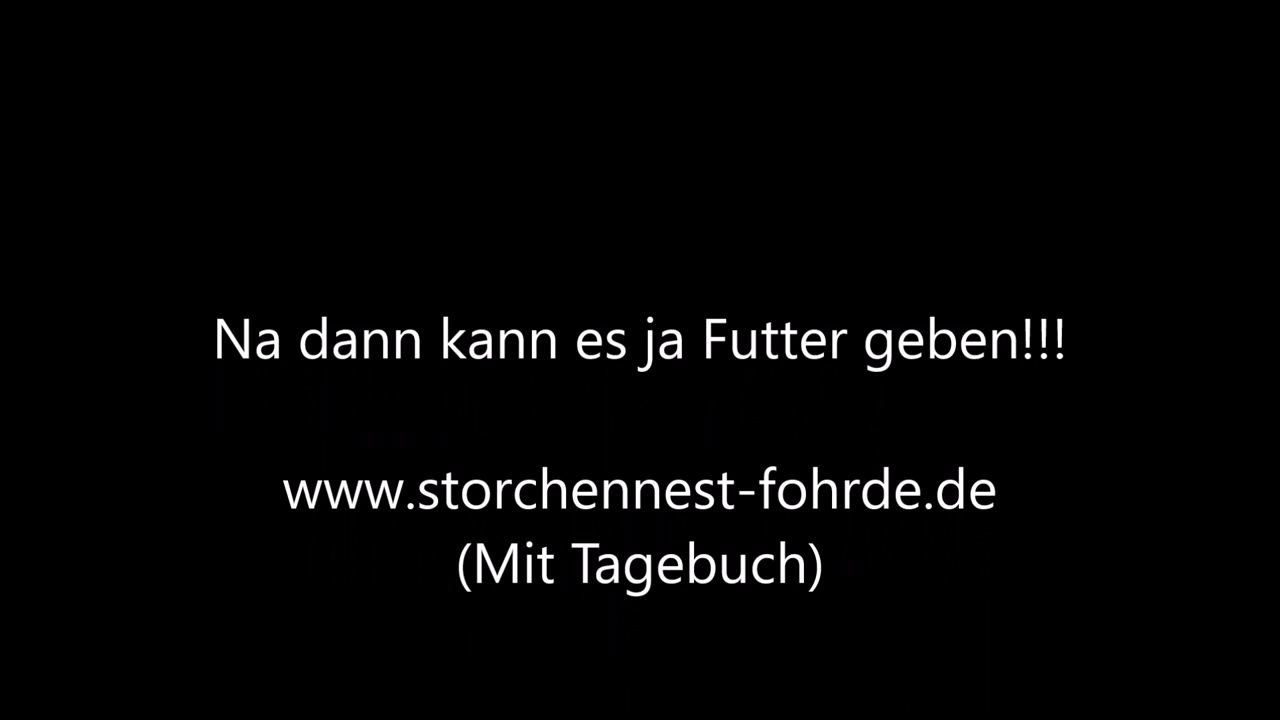 Na dann kann es ja Futter geben!!!
www.storchennest-fohrde.de
(Mit Tagebuch)